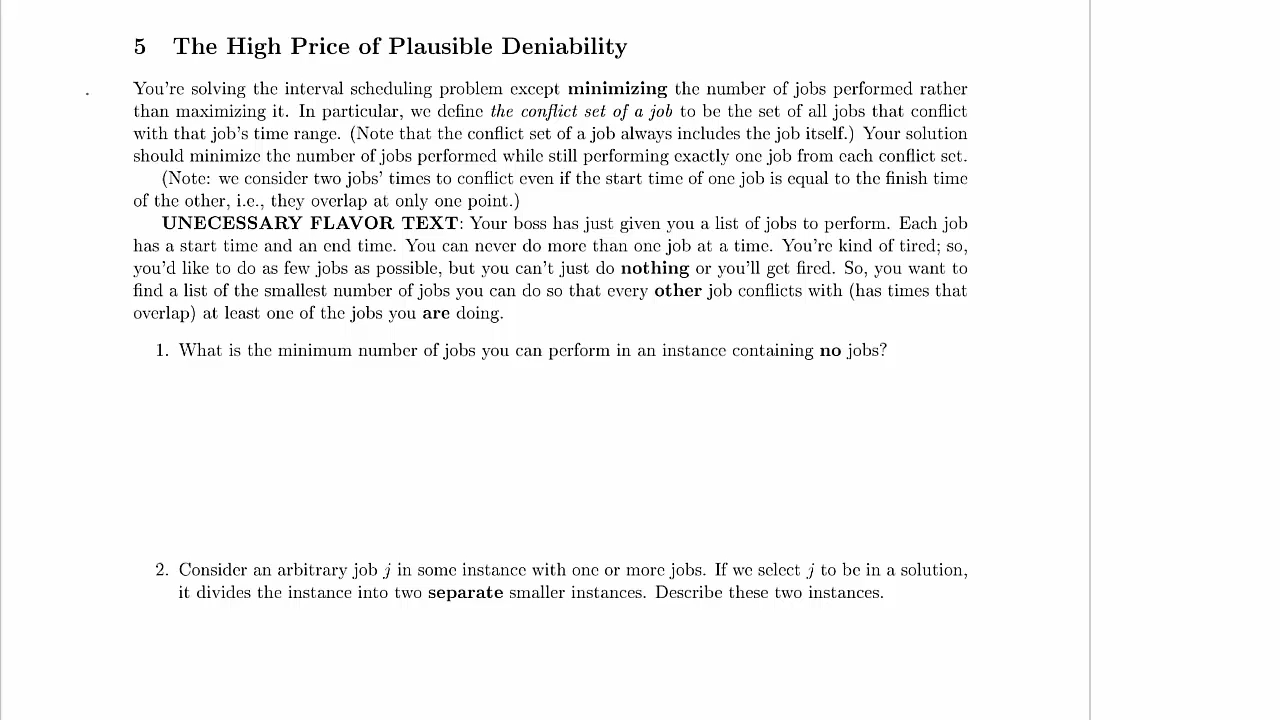 5 The High Price of Plausible Deniability
You're solving the interval scheduling problem except minimizing the number of jobs performed rather
than maximizing it. In particular, we define the conflict set of a job to be the set of all jobs that conflict
with that job's time range. (Note that the conflict set of a job always includes the job itself.) Your solution
should minimize the number of jobs performed while still performing exactly one job from each conflict set.
(Note: we consider two jobs' times to conflict even if the start time of one job is equal to the finish time
of the other, i.e., they overlap at only one point.)
UNECESSARY FLAVOR TEXT: Your boss has just given you a list of jobs to perform. Each job
has a start time and an end time. You can never do more than one job at a time. You're kind of tired; so,
you'd like to do as few jobs as possible, but you can't just do nothing or you'll get fired. So, you want to
find a list of the smallest number of jobs you can do so that every other job conflicts with (has times that
overlap) at least one of the jobs you are doing.
1. What is the minimum number of jobs you can perform in an instance containing no jobs?
2. Consider an arbitrary job j in some instance with one or more jobs. If we select j to be in a solution,
it divides the instance into two separate smaller instances. Describe these two instances.